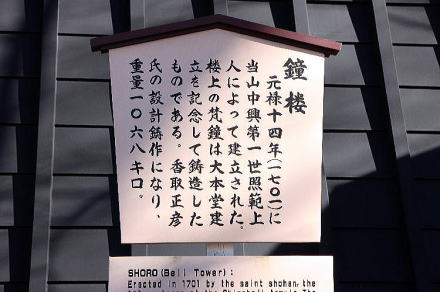 鐘楼
元禄十四年(一七〇一)に
当山中興第一世照範上
人によって建立された。
楼上の梵鐘は大本堂建
立を記念して鋳造した
ものである。香取正彦
氏の設計鋳作になり、
重量一〇六八キロ。
SHORO(Bell Tower):
Erected in 1701 by the saint shohan, the